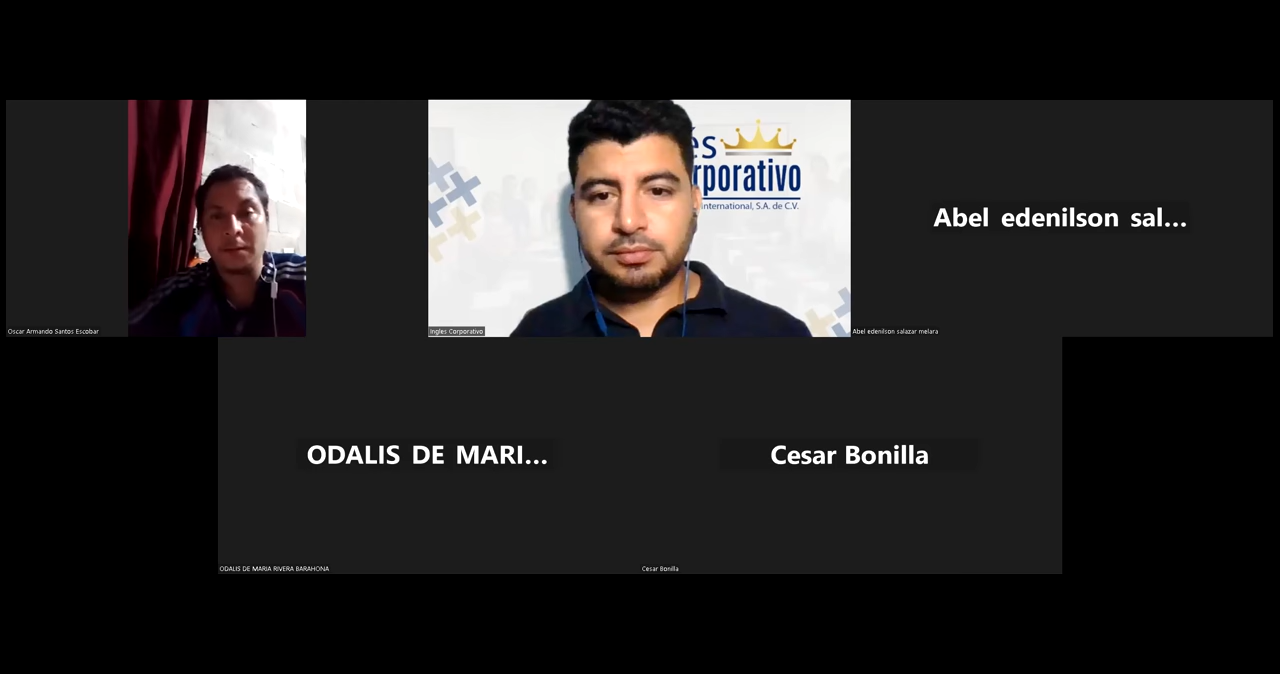 és
rporativo
international, S.A. de C.V.
Abel edenilson sal...
Oscar Armando Santos Escobar
Ingles Corporativo
Abel edenilson salazar melara
ODALIS DE MARI...
Cesar Bonilla
ODALIS DE MARIA RIVERA BARAHONA
Cesar Bonilla